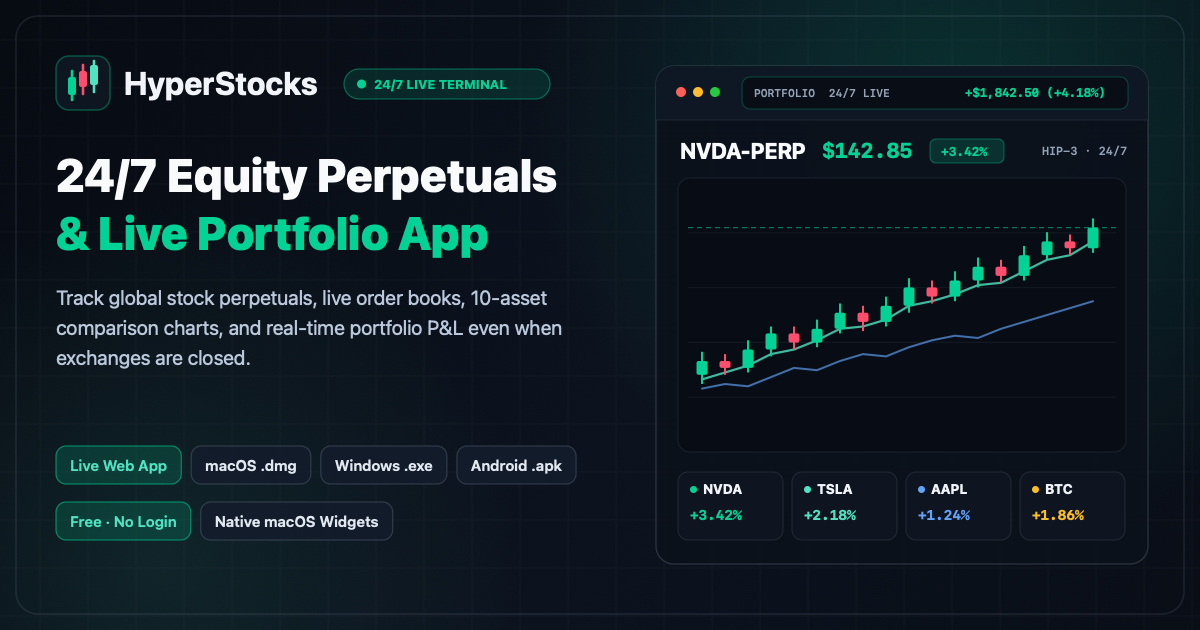 HyperStocks
24/7 LIVE TERMINAL
24/7 Equity Perpetuals
& Live Portfolio App
Track global stock perpetuals, live order books, 10-asset
comparison charts, and real-time portfolio P&L even when
exchanges are closed.
Live Web App
macOS .dmg
Windows .exe
Android .apk
Free · No Login
Native macOS Widgets
PORTFOLIO 24/7 LIVE
+$1,842.50 (+4.18%)
NVDA-PERP $142.85 +3.42%
HIP-3 · 24/7
NVDA
+3.42%
TSLA
+2.18%
AAPL
+1.24%
BTC
+1.86%